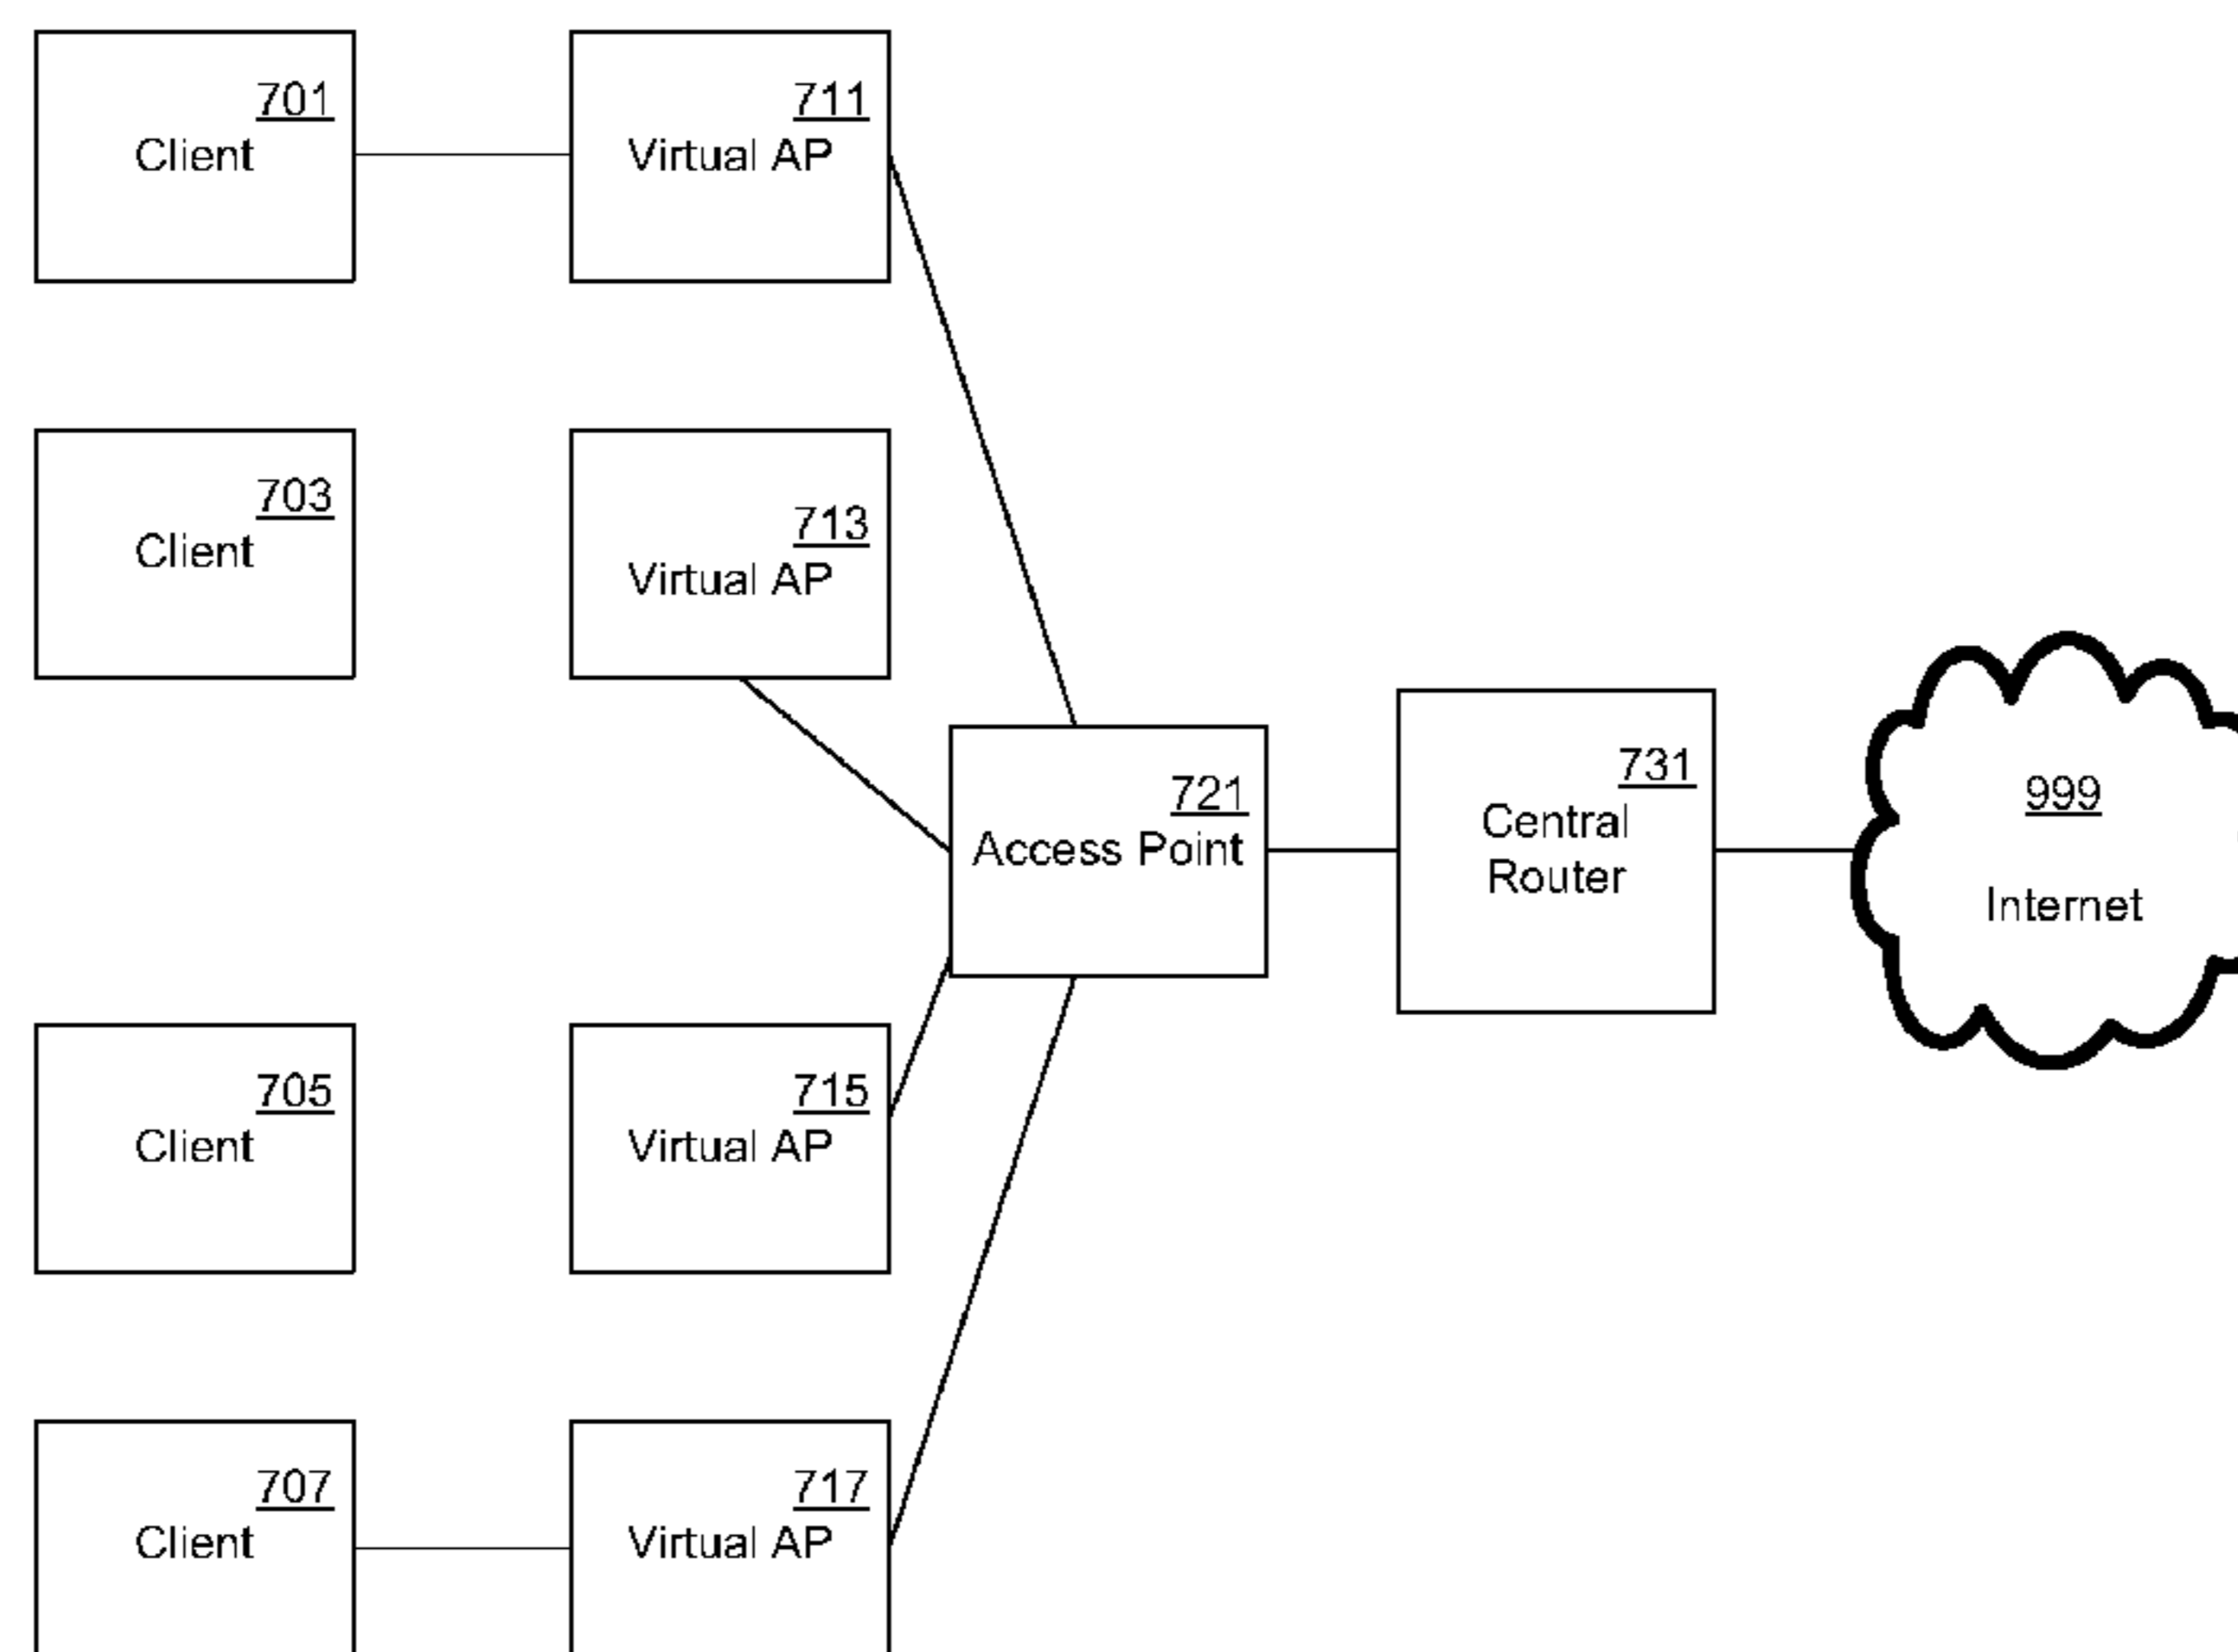 701
Client
711
Virtual AP
703
Client
713
Virtual AP
721
Access Point
731
Central
Router
999
Internet
705
Client
715
Virtual AP
707
Client
717
Virtual AP